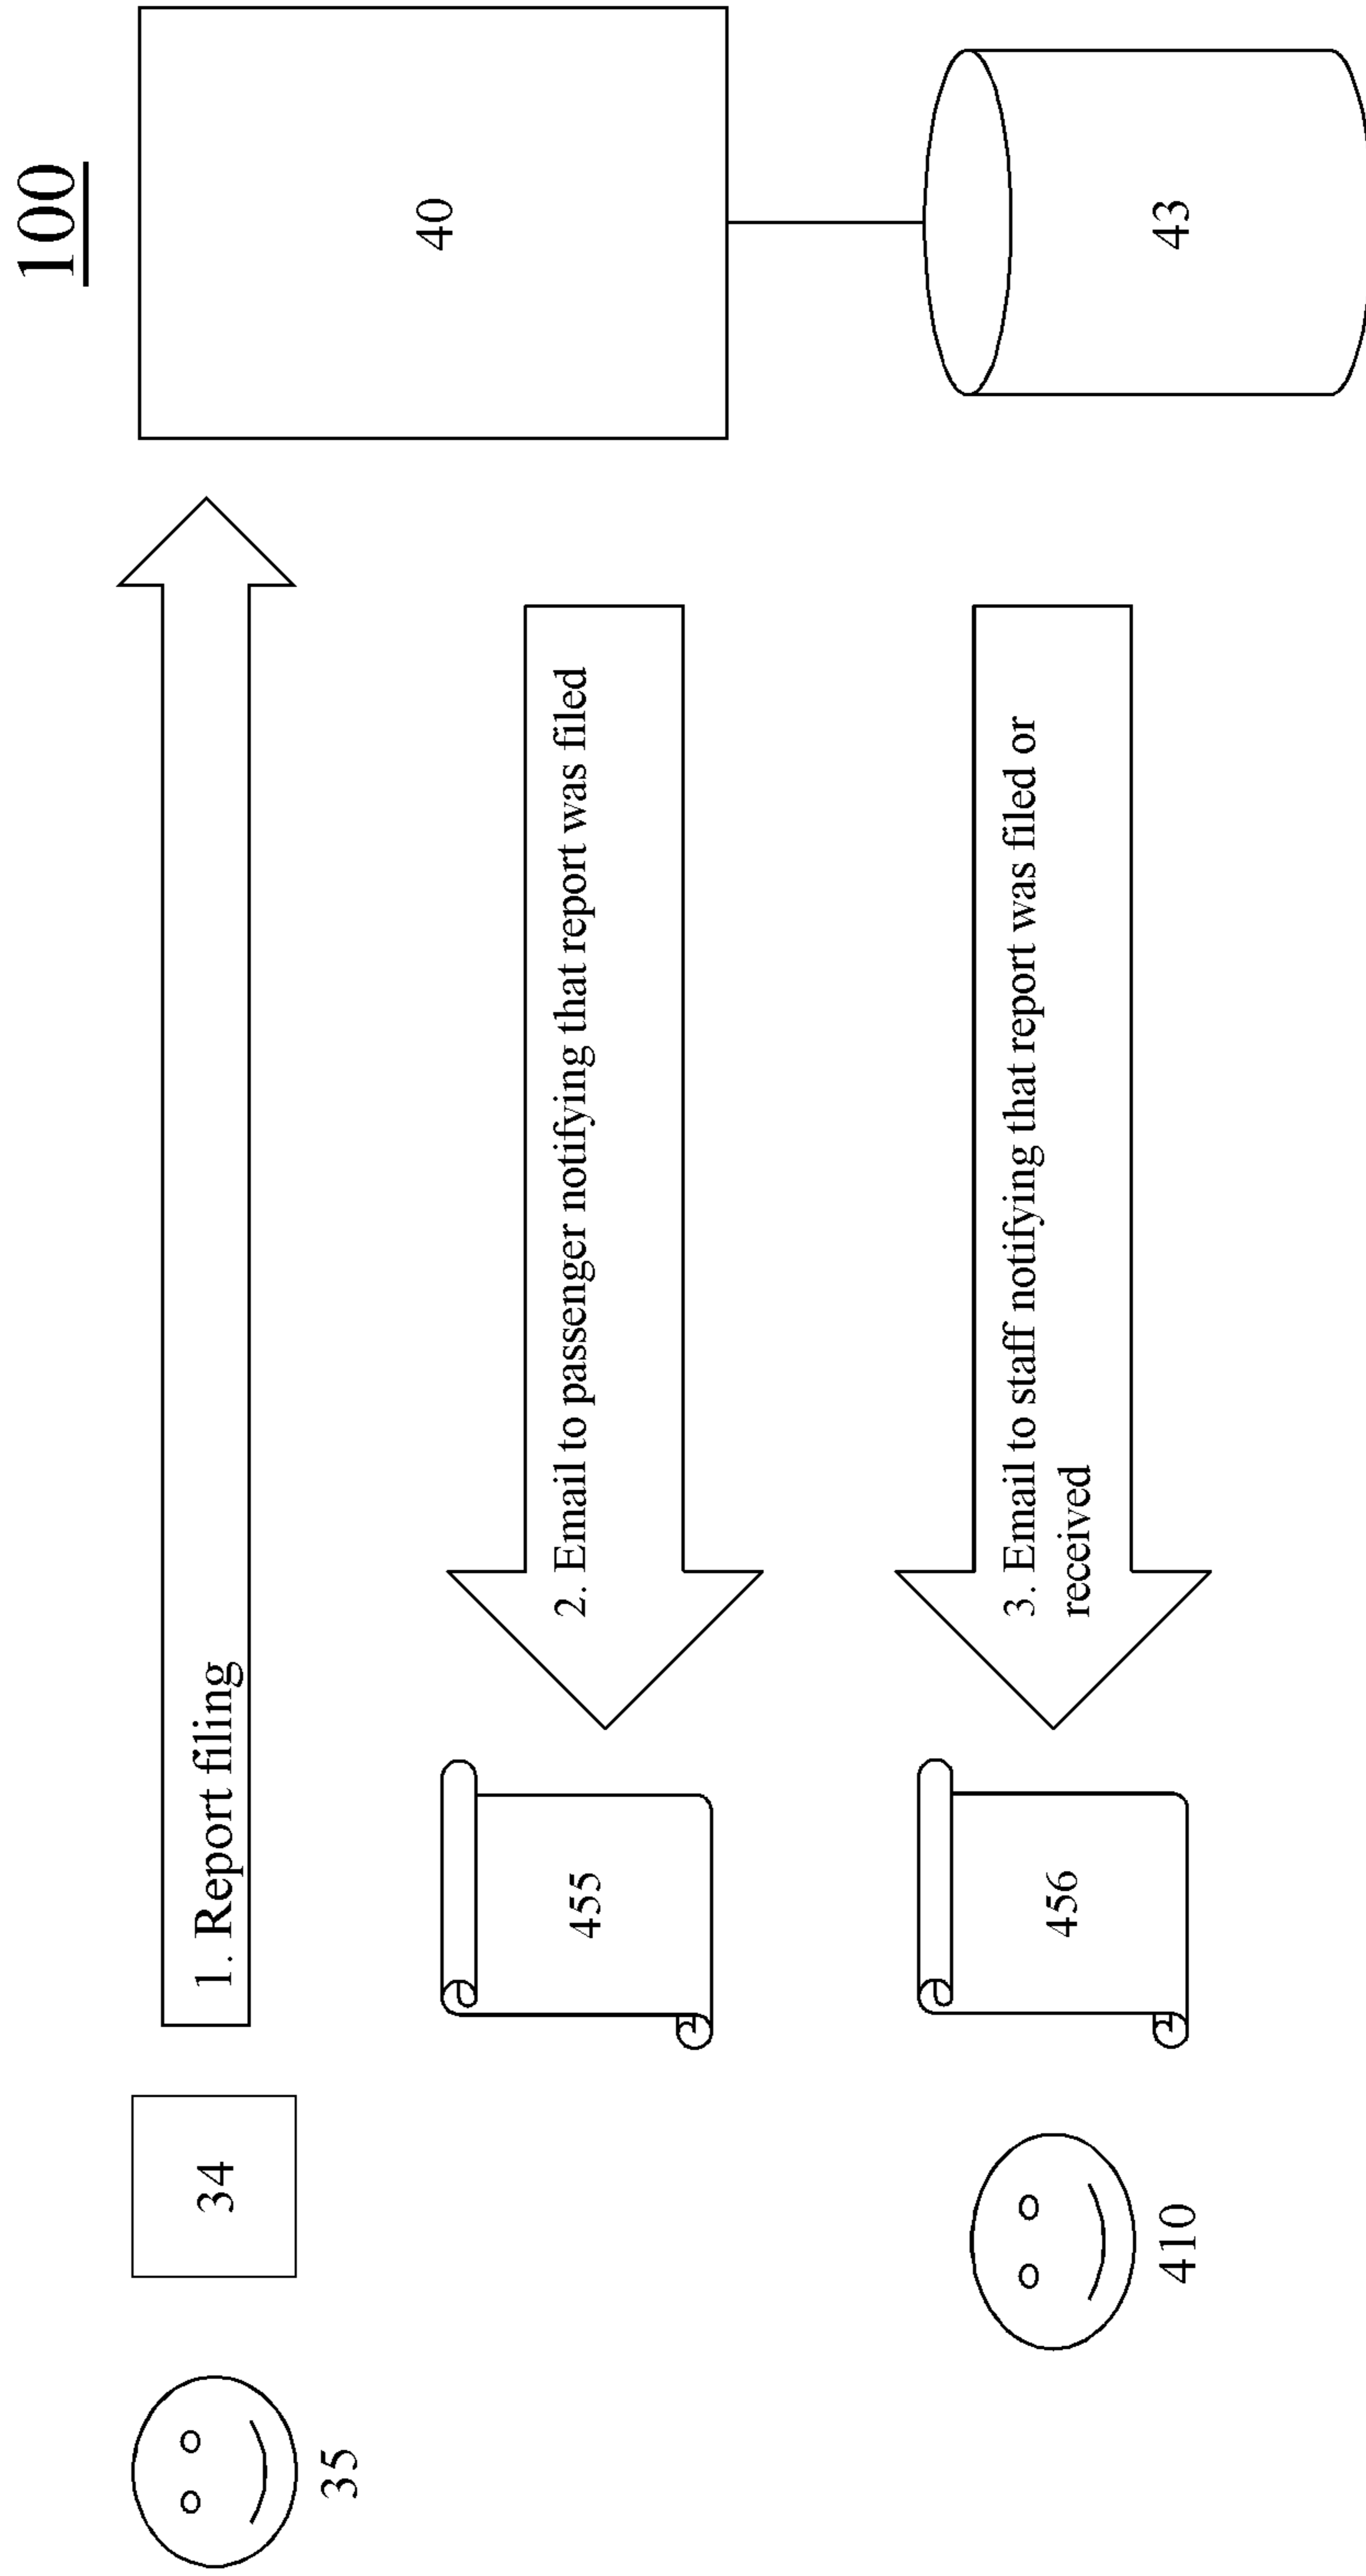 100
1. Report filing
34
35
40
2. Email to passenger notifying that report was filed
455
3. Email to staff notifying that report was filed or
received
456
410
43